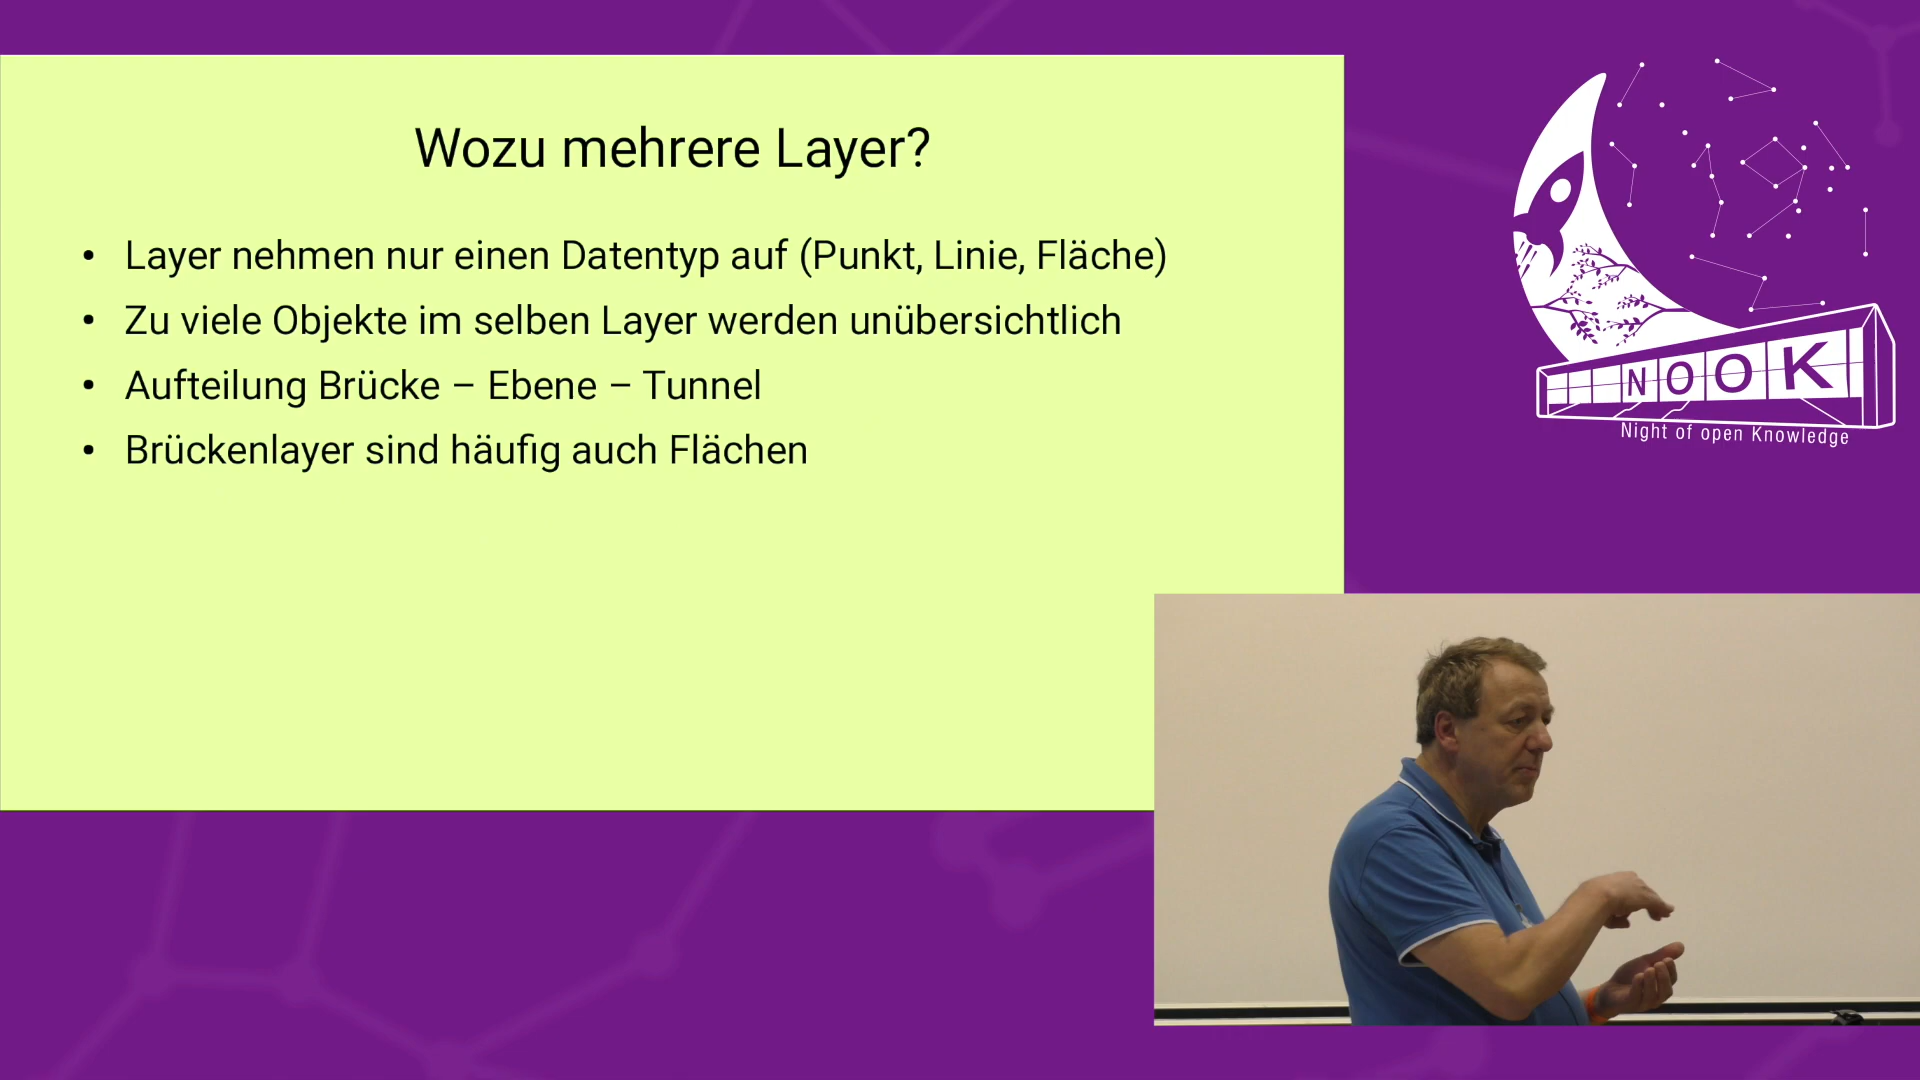 Wozu mehrere Layer?
• Layer nehmen nur einen Datentyp auf (Punkt, Linie, Fläche)
• Zu viele Objekte im selben Layer werden unübersichtlich
• Aufteilung Brücke – Ebene – Tunnel
• Brückenlayer sind häufig auch Flächen
NOOK
Night of open Knowledge